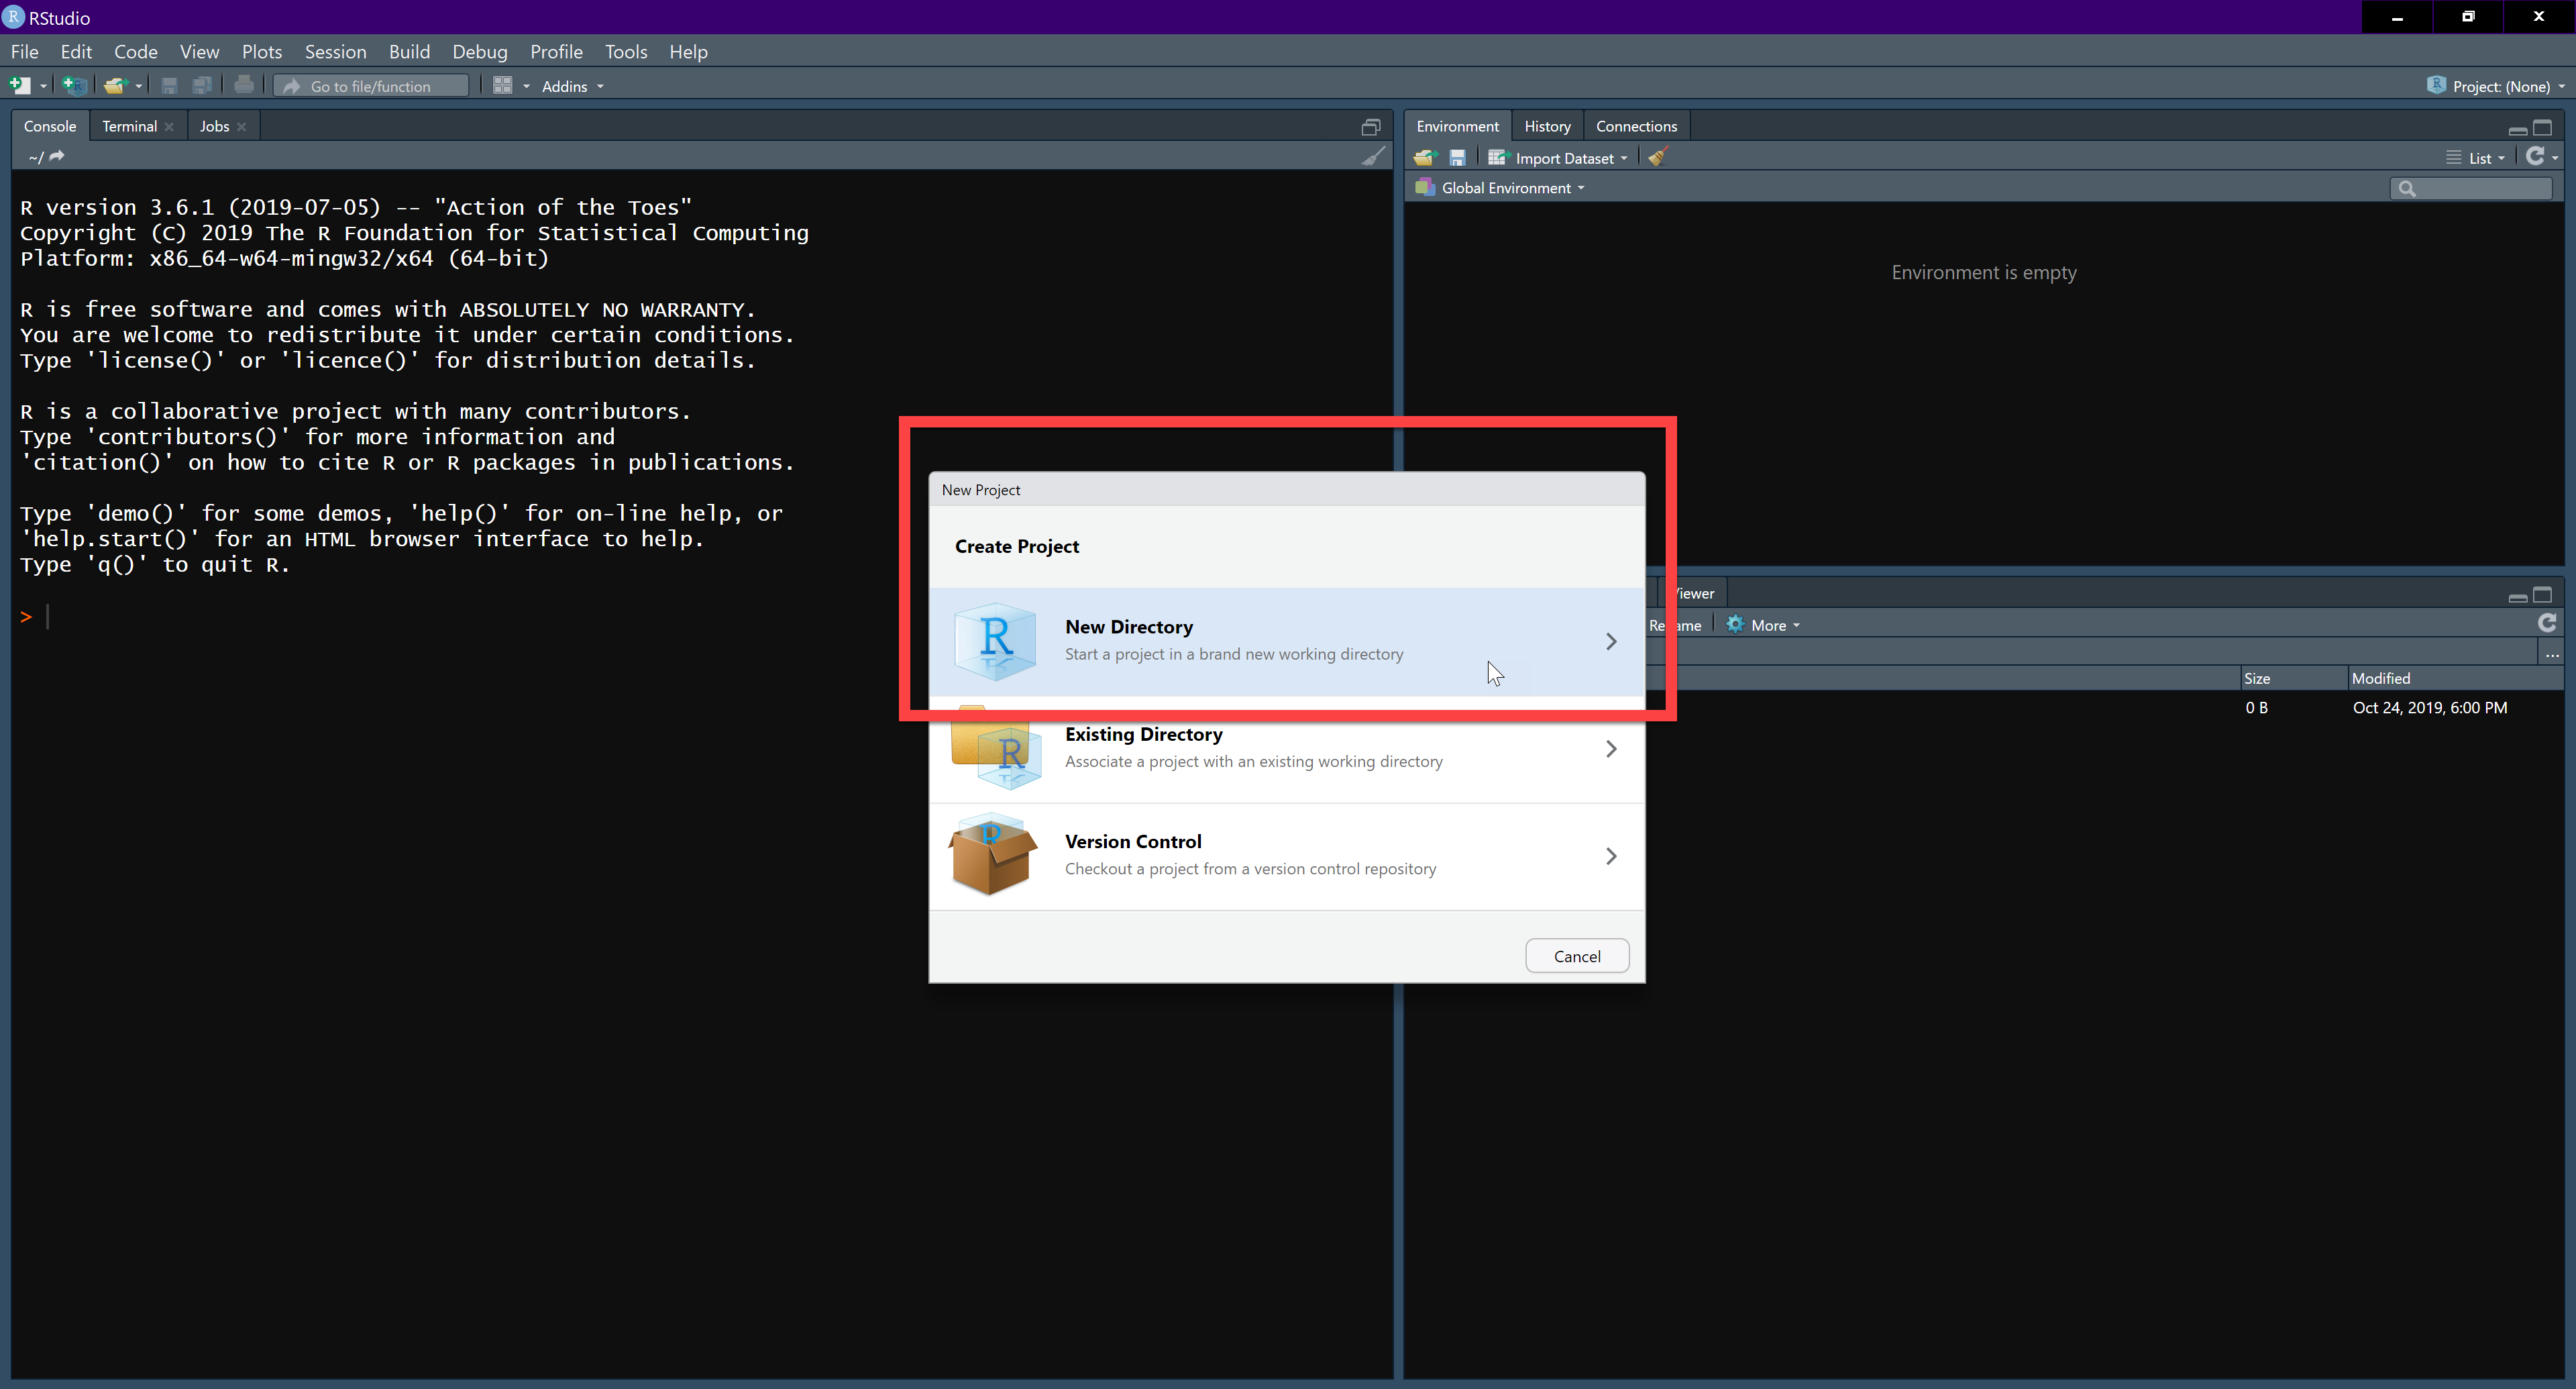 RStudio
File Edit Code View Plots Session Build Debug Profile Tools Help
Go to file/function Addins Project: (None)
Console Terminal Jobs
~/
R version 3.6.1 (2019-07-05) -- "Action of the Toes"
Copyright (C) 2019 The R Foundation for Statistical Computing
Platform: x86_64-w64-mingw32/x64 (64-bit)
R is free software and comes with ABSOLUTELY NO WARRANTY.
You are welcome to redistribute it under certain conditions.
Type 'license()' or 'licence()' for distribution details.
R is a collaborative project with many contributors.
Type 'contributors()' for more information and
'citation()' on how to cite R or R packages in publications.
Type 'demo()' for some demos, 'help()' for on-line help, or
'help.start()' for an HTML browser interface to help.
Type 'q()' to quit R.
>
Environment History Connections
Import Dataset List
Global Environment
Environment is empty
New Project
Create Project
New Directory
Start a project in a brand new working directory
Existing Directory
Associate a project with an existing working directory
Version Control
Checkout a project from a version control repository
Cancel
More
...
Size Modified
0 B Oct 24, 2019, 6:00 PM